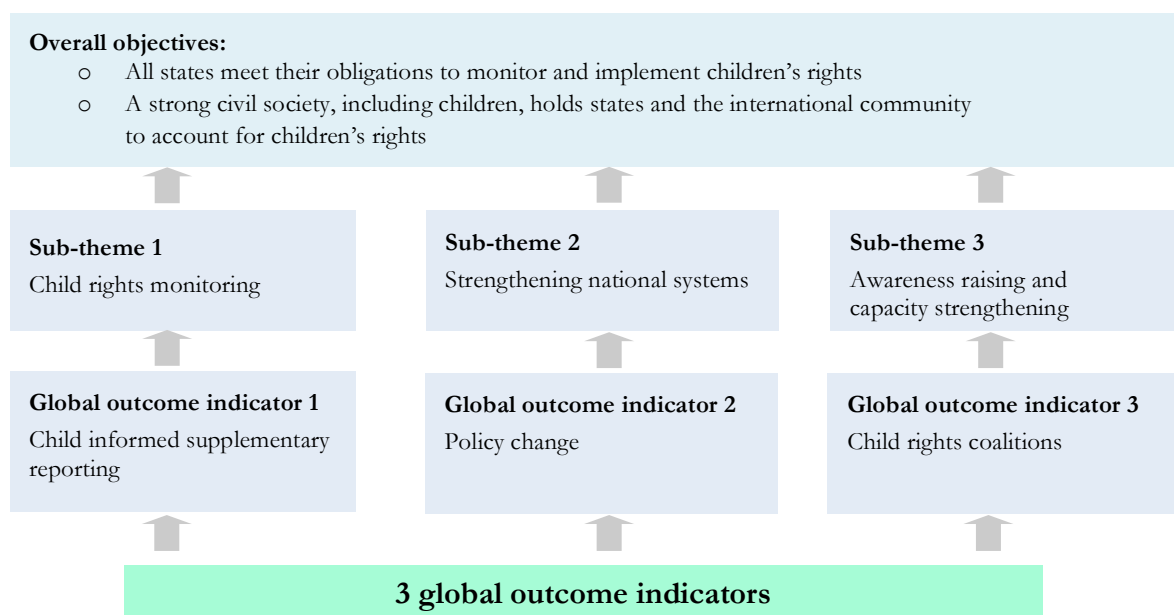 Overall objectives:
o All states meet their obligations to monitor and implement children’s rights
o A strong civil society, including children, holds states and the international community
to account for children’s rights
Sub-theme 1
Child rights monitoring
Sub-theme 2
Strengthening national systems
Sub-theme 3
Awareness raising and
capacity strengthening
Global outcome indicator 1
Child informed supplementary
reporting
Global outcome indicator 2
Policy change
Global outcome indicator 3
Child rights coalitions
3 global outcome indicators